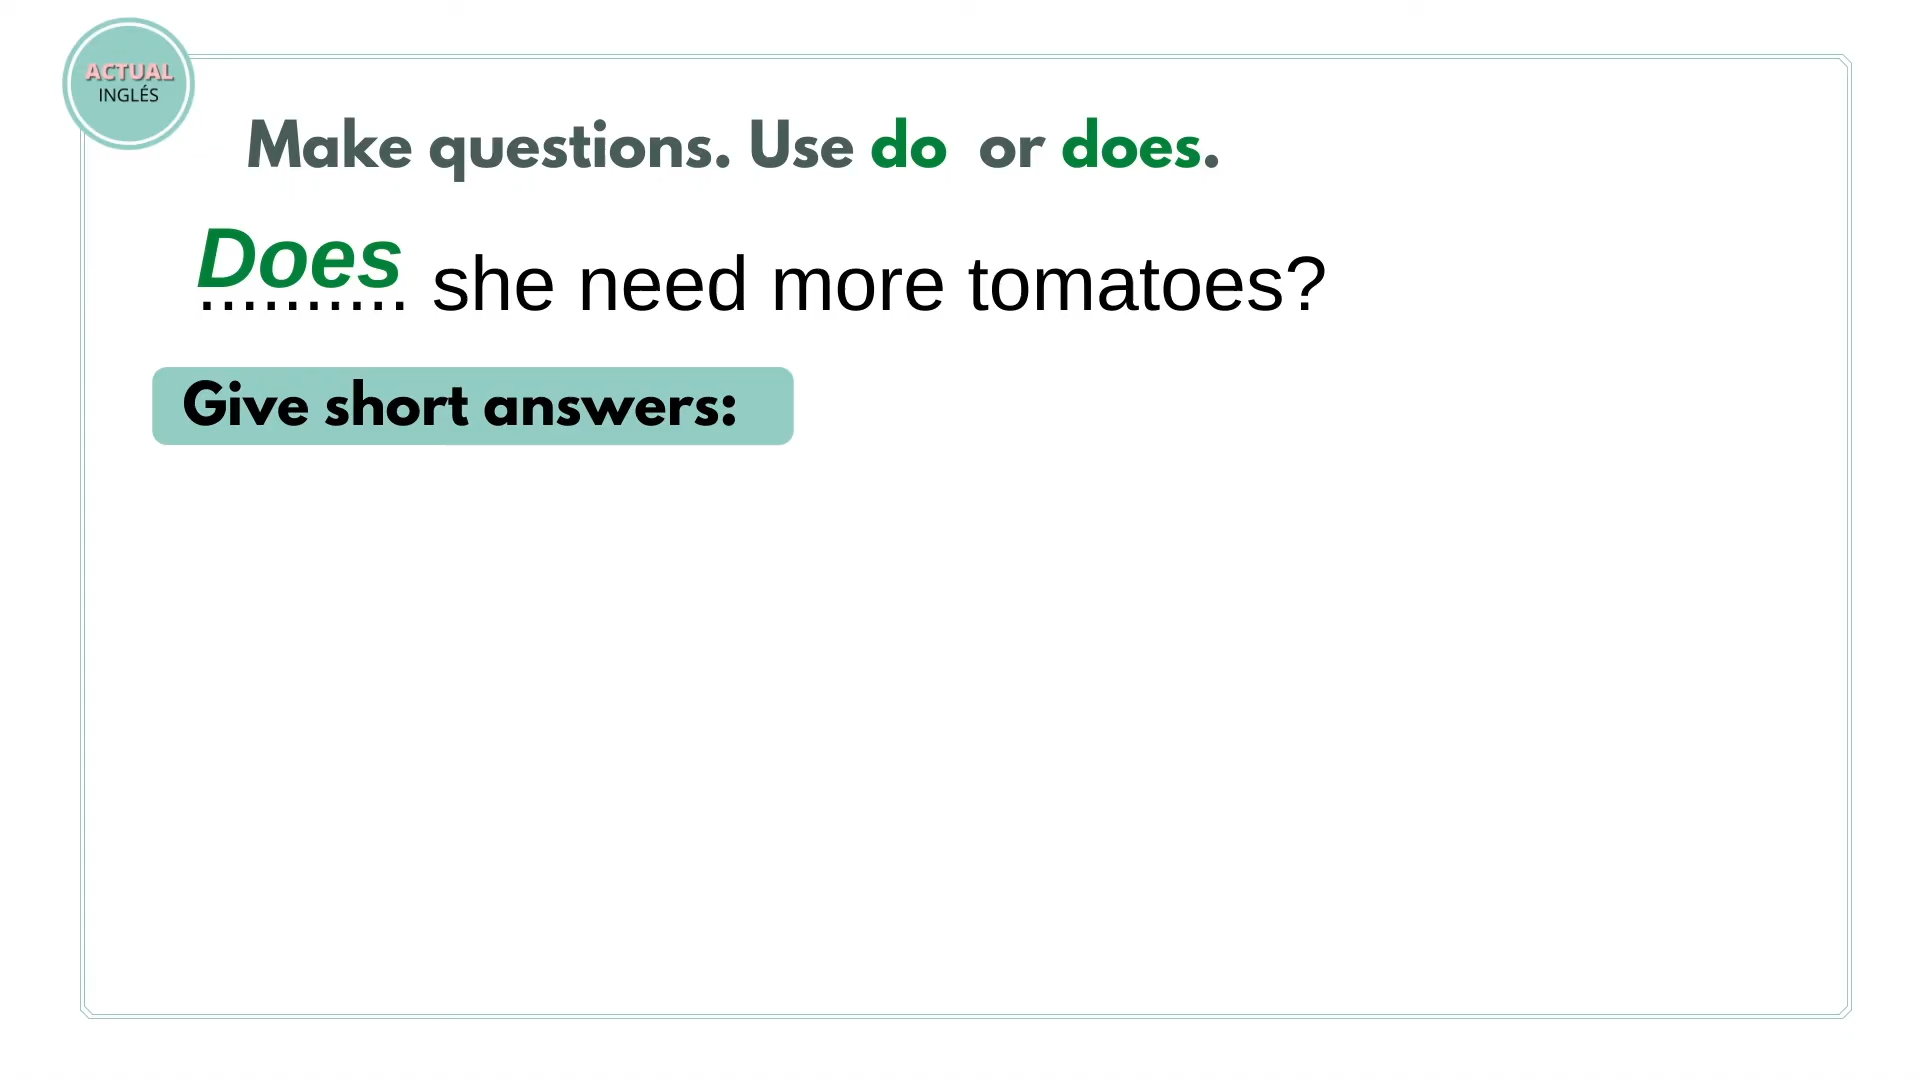 ACTUAL
INGLÉS
Make questions. Use do or does.
Does
.......... she need more tomatoes?
Give short answers: